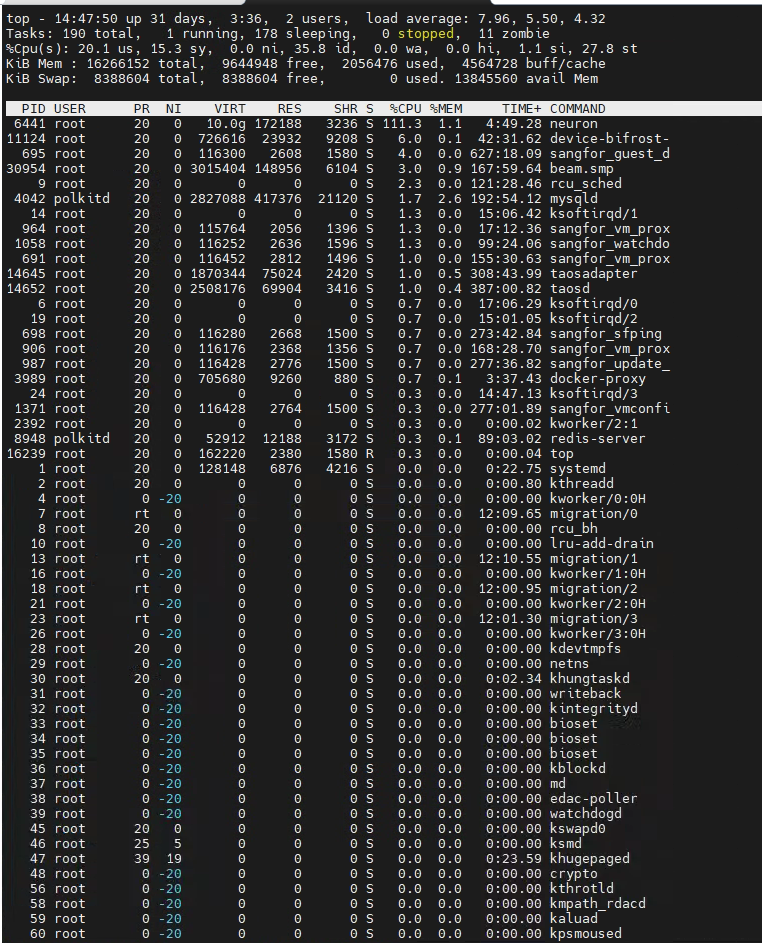 top - 14:47:50 up 31 days,  3:36,  2 users,  load average: 7.96, 5.50, 4.32
Tasks: 190 total,   1 running, 178 sleeping,   0 stopped,  11 zombie
%Cpu(s): 20.1 us, 15.3 sy,  0.0 ni, 35.8 id,  0.0 wa,  0.0 hi,  1.1 si, 27.8 st
KiB Mem : 16266152 total,  9644948 free,  2056476 used,  4564728 buff/cache
KiB Swap:  8388604 total,  8388604 free,        0 used. 13845560 avail Mem
PID USER PR NI VIRT RES SHR S %CPU %MEM TIME+ COMMAND
6441 root 20 0 10.0g 172188 3236 S 111.3 1.1 4:49.28 neuron
11124 root 20 0 726616 23932 9208 S 6.0 0.1 42:31.62 device-bifrost-
695 root 20 0 116300 2608 1580 S 4.0 0.0 627:18.09 sangfor_guest_d
30954 root 20 0 3015404 148956 6104 S 3.0 0.9 167:59.64 beam.smp
9 root 20 0 0 0 0 S 2.3 0.0 121:28.46 rcu_sched
4042 polkitd 20 0 2827088 417376 21120 S 1.7 2.6 192:54.12 mysqld
14 root 20 0 0 0 0 S 1.3 0.0 15:06.42 ksoftirqd/1
964 root 20 0 115764 2056 1396 S 1.3 0.0 17:12.36 sangfor_vm_prox
1058 root 20 0 116252 2636 1596 S 1.3 0.0 99:24.06 sangfor_watchdo
691 root 20 0 116452 2812 1496 S 1.0 0.0 155:30.63 sangfor_vm_prox
14645 root 20 0 1870344 75024 2420 S 1.0 0.5 308:43.99 taosadapter
14652 root 20 0 2508176 69904 3416 S 1.0 0.4 387:00.82 taosd
6 root 20 0 0 0 0 S 0.7 0.0 17:06.29 ksoftirqd/0
19 root 20 0 0 0 0 S 0.7 0.0 15:01.05 ksoftirqd/2
698 root 20 0 116280 2668 1500 S 0.7 0.0 273:42.84 sangfor_sfping
906 root 20 0 116176 2368 1356 S 0.7 0.0 168:28.70 sangfor_vm_prox
987 root 20 0 116428 2776 1500 S 0.7 0.0 277:36.82 sangfor_update_
3989 root 20 0 705680 9260 880 S 0.7 0.1 3:37.43 docker-proxy
24 root 20 0 0 0 0 S 0.3 0.0 14:47.13 ksoftirqd/3
1371 root 20 0 116428 2764 1500 S 0.3 0.0 277:01.89 sangfor_vmconfi
2392 root 20 0 0 0 0 S 0.3 0.0 0:00.02 kworker/2:1
8948 polkitd 20 0 52912 12188 3172 S 0.3 0.1 89:03.02 redis-server
16239 root 20 0 162220 2380 1580 R 0.3 0.0 0:00.04 top
1 root 20 0 128148 6876 4216 S 0.0 0.0 0:22.75 systemd
2 root 20 0 0 0 0 S 0.0 0.0 0:00.80 kthreadd
4 root 0 -20 0 0 0 S 0.0 0.0 0:00.00 kworker/0:0H
7 root rt 0 0 0 0 S 0.0 0.0 12:09.65 migration/0
8 root 20 0 0 0 0 S 0.0 0.0 0:00.00 rcu_bh
10 root 0 -20 0 0 0 S 0.0 0.0 0:00.00 lru-add-drain
13 root rt 0 0 0 0 S 0.0 0.0 12:10.55 migration/1
16 root 0 -20 0 0 0 S 0.0 0.0 0:00.00 kworker/1:0H
18 root rt 0 0 0 0 S 0.0 0.0 12:00.95 migration/2
21 root 0 -20 0 0 0 S 0.0 0.0 0:00.00 kworker/2:0H
23 root rt 0 0 0 0 S 0.0 0.0 12:01.30 migration/3
26 root 0 -20 0 0 0 S 0.0 0.0 0:00.00 kworker/3:0H
28 root 20 0 0 0 0 S 0.0 0.0 0:00.00 kdevtmpfs
29 root 0 -20 0 0 0 S 0.0 0.0 0:00.00 netns
30 root 20 0 0 0 0 S 0.0 0.0 0:02.34 khungtaskd
31 root 0 -20 0 0 0 S 0.0 0.0 0:00.00 writeback
32 root 0 -20 0 0 0 S 0.0 0.0 0:00.00 kintegrityd
33 root 0 -20 0 0 0 S 0.0 0.0 0:00.00 bioset
34 root 0 -20 0 0 0 S 0.0 0.0 0:00.00 bioset
35 root 0 -20 0 0 0 S 0.0 0.0 0:00.00 bioset
36 root 0 -20 0 0 0 S 0.0 0.0 0:00.00 kblockd
37 root 0 -20 0 0 0 S 0.0 0.0 0:00.00 md
38 root 0 -20 0 0 0 S 0.0 0.0 0:00.00 edac-poller
39 root 0 -20 0 0 0 S 0.0 0.0 0:00.00 watchdogd
45 root 20 0 0 0 0 S 0.0 0.0 0:00.00 kswapd0
46 root 25 5 0 0 0 S 0.0 0.0 0:00.00 ksmd
47 root 39 19 0 0 0 S 0.0 0.0 0:23.59 khugepaged
48 root 0 -20 0 0 0 S 0.0 0.0 0:00.00 crypto
56 root 0 -20 0 0 0 S 0.0 0.0 0:00.00 kthrotld
58 root 0 -20 0 0 0 S 0.0 0.0 0:00.00 kmpath_rdacd
59 root 0 -20 0 0 0 S 0.0 0.0 0:00.00 kaluad
60 root 0 -20 0 0 0 S 0.0 0.0 0:00.00 kpsmoused